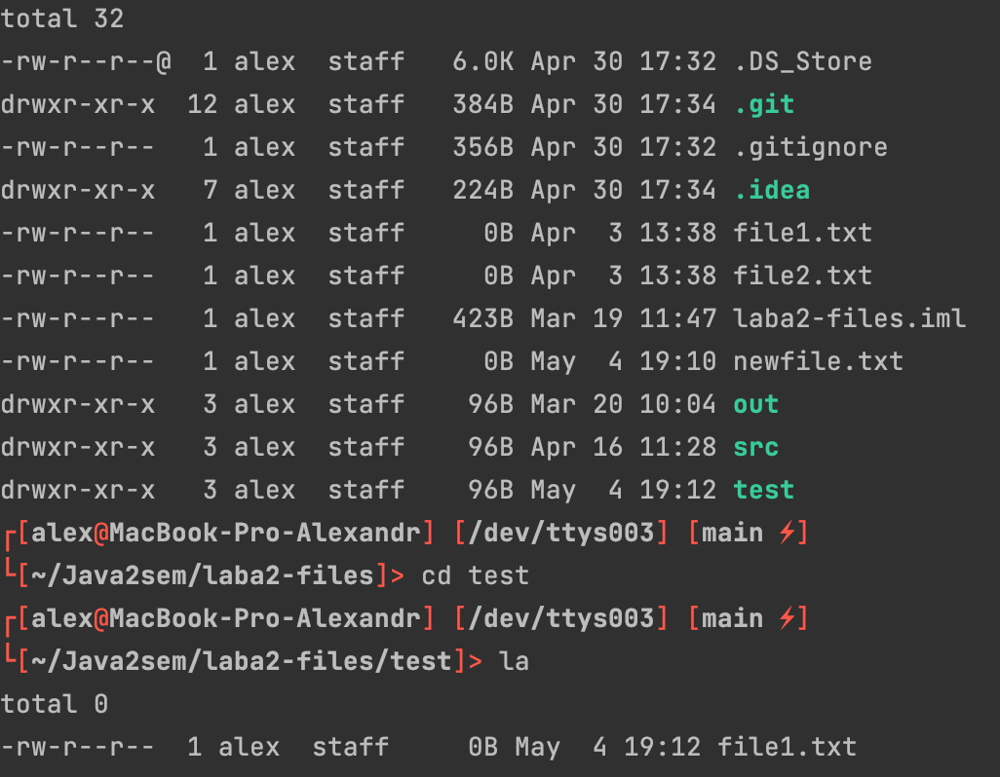 total 32
-rw-r--r--@  1 alex  staff   6.0K Apr 30 17:32 .DS_Store
drwxr-xr-x  12 alex  staff   384B Apr 30 17:34 .git
-rw-r--r--   1 alex  staff   356B Apr 30 17:32 .gitignore
drwxr-xr-x   7 alex  staff   224B Apr 30 17:34 .idea
-rw-r--r--   1 alex  staff     0B Apr  3 13:38 file1.txt
-rw-r--r--   1 alex  staff     0B Apr  3 13:38 file2.txt
-rw-r--r--   1 alex  staff   423B Mar 19 11:47 laba2-files.iml
-rw-r--r--   1 alex  staff     0B May  4 19:10 newfile.txt
drwxr-xr-x   3 alex  staff    96B Mar 20 10:04 out
drwxr-xr-x   3 alex  staff    96B Apr 16 11:28 src
drwxr-xr-x   3 alex  staff    96B May  4 19:12 test
┌[alex@MacBook-Pro-Alexandr] [/dev/ttys003] [main ⚡]
└[~/Java2sem/laba2-files]> cd test
┌[alex@MacBook-Pro-Alexandr] [/dev/ttys003] [main ⚡]
└[~/Java2sem/laba2-files/test]> la
total 0
-rw-r--r--  1 alex  staff     0B May  4 19:12 file1.txt